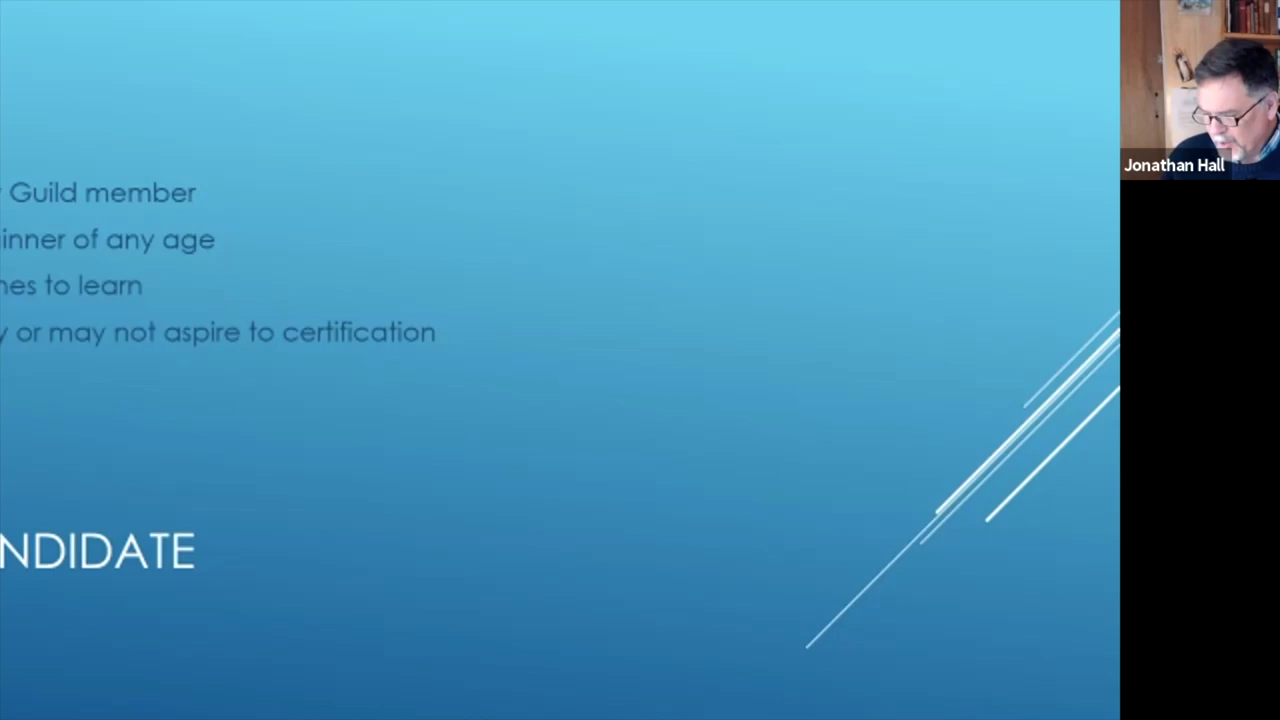 Guild member
inner of any age
nes to learn
y or may not aspire to certification
NDIDATE
Jonathan Hall